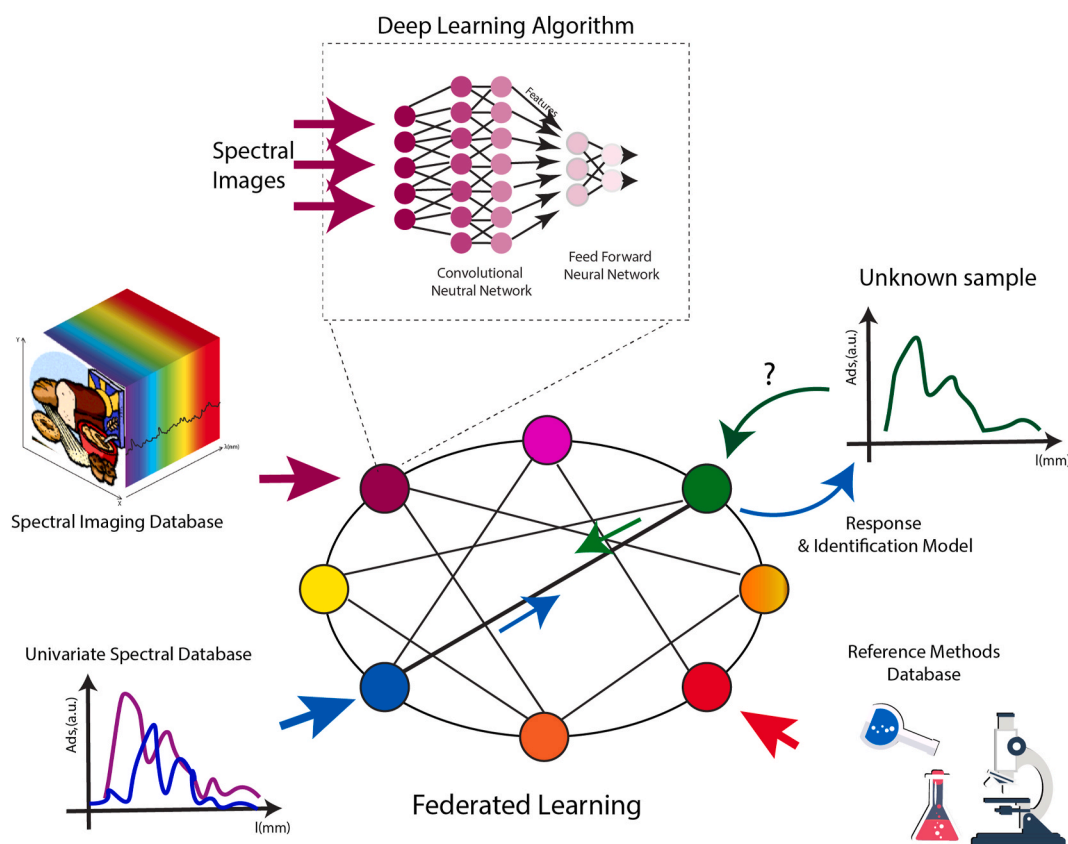 Deep Learning Algorithm
Features
Spectral
Images
Convolutional
Neutral Network
Feed Forward
Neural Network
Unknown sample
Ads,(a.u.)
l(mm)
?
Y
X
λ(mm)
Spectral Imaging Database
Response
& Identification Model
Univariate Spectral Database
Ads,(a.u.)
l(mm)
Reference Methods
Database
Federated Learning